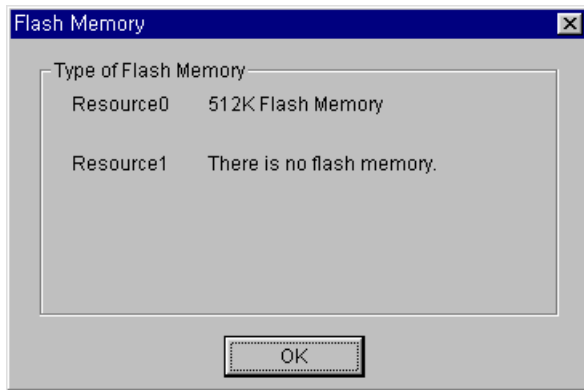 Flash Memory
Type of Flash Memory
Resource0 512K Flash Memory
Resource1 There is no flash memory.
OK